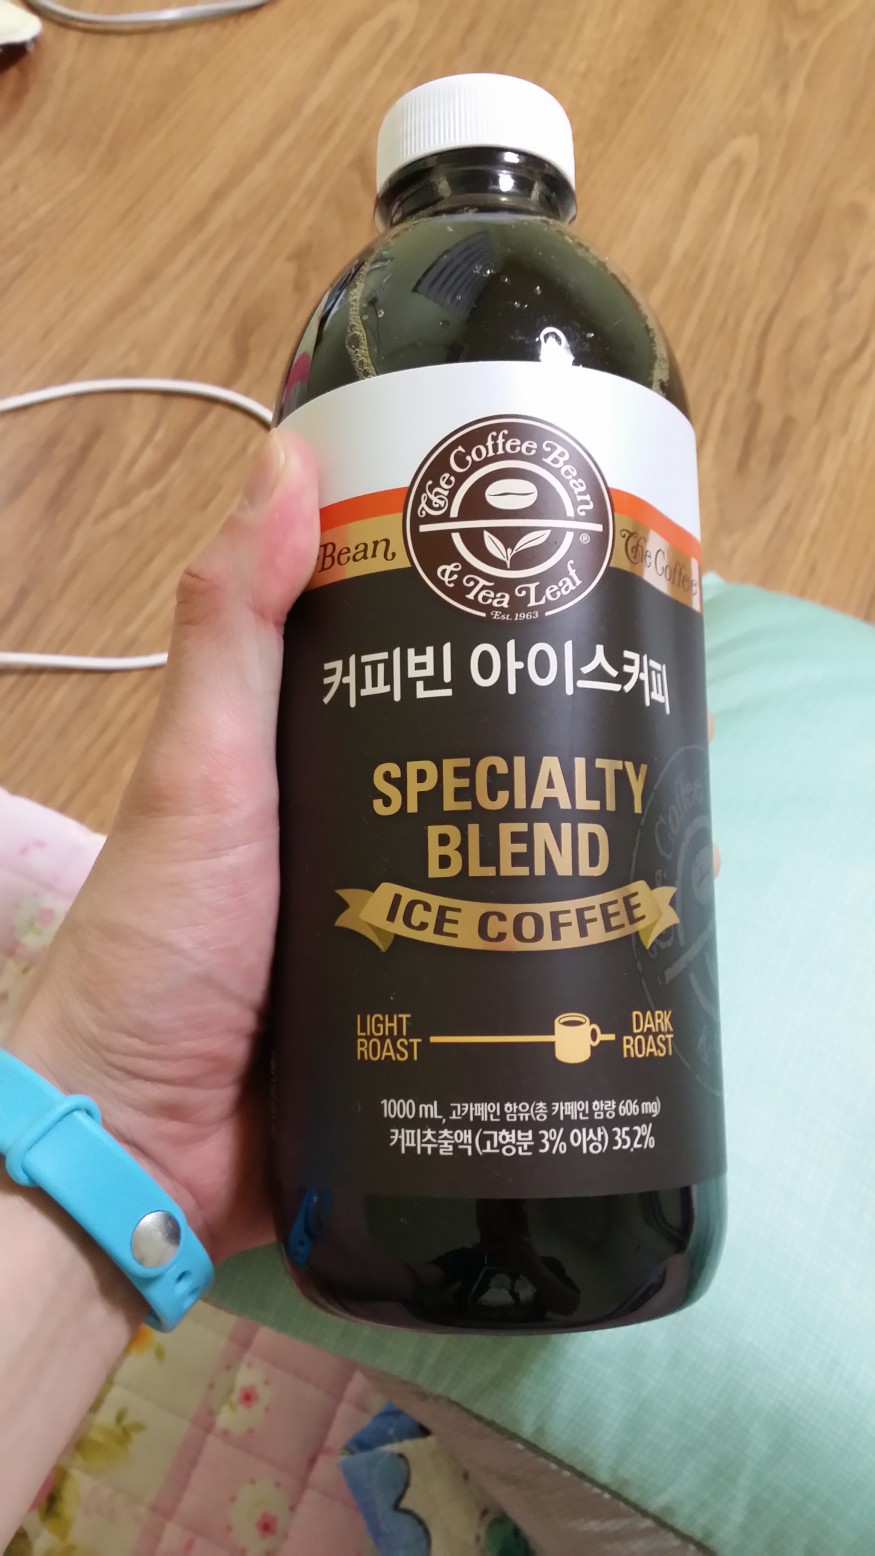 The Coffee Bean
& Tea Leaf
®
Est. 1963
Bean
The Coffee
커피빈 아이스커피
SPECIALTY
BLEND
ICE COFFEE
LIGHT
ROAST
DARK
ROAST
1000 mL, 고카페인 함유(총 카페인 함량 606 mg)
커피추출액 (고형분 3% 이상) 35.2%